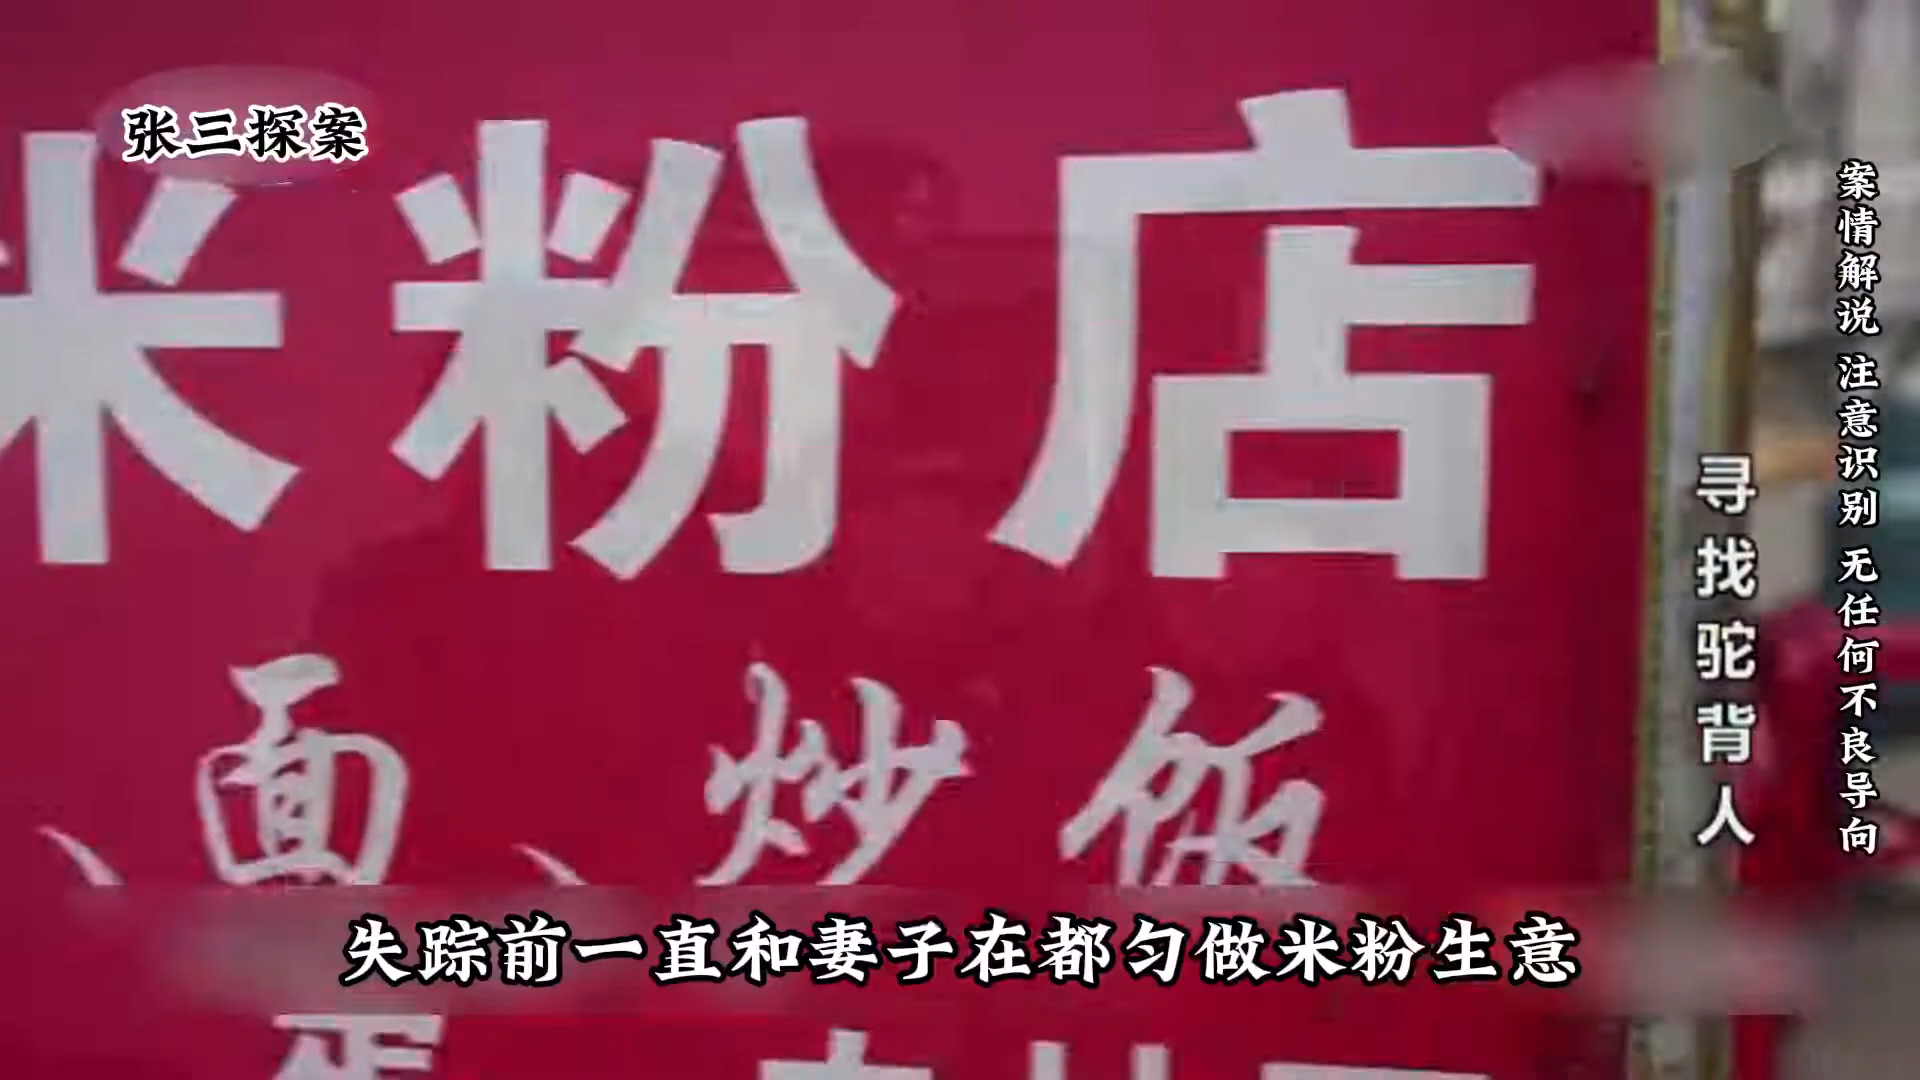 张三探案
米粉店
、面、炒饭
失踪前一直和妻子在都匀做米粉生意
寻找驼背人
案情解说 注意识别 无任何不良导向